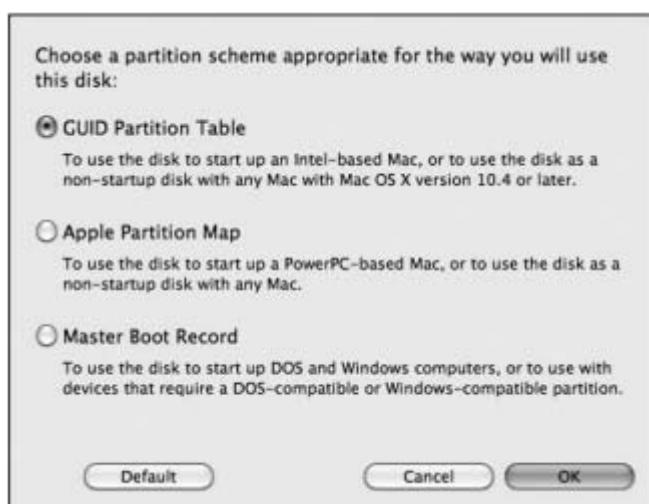 Choose a partition scheme appropriate for the way you will use
this disk:
GUID Partition Table
To use the disk to start up an Intel-based Mac, or to use the disk as a
non-startup disk with any Mac with Mac OS X version 10.4 or later.
Apple Partition Map
To use the disk to start up a PowerPC-based Mac, or to use the disk as a
non-startup disk with any Mac.
Master Boot Record
To use the disk to start up DOS and Windows computers, or to use with
devices that require a DOS-compatible or Windows-compatible partition.
Default
Cancel
OK